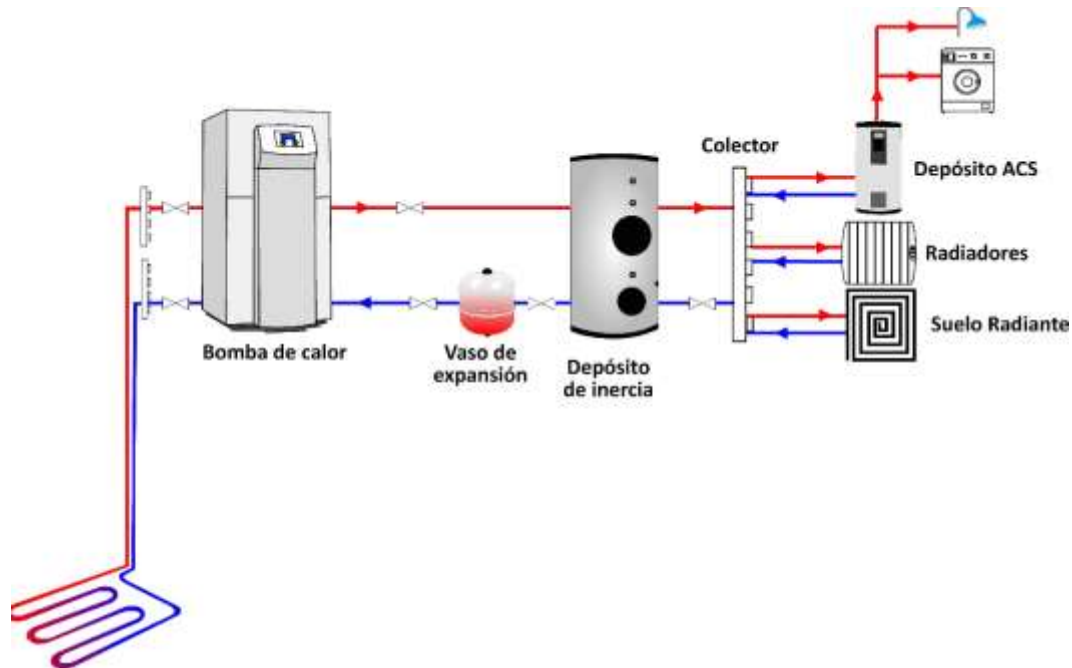 Colector
Depósito ACS
Radiadores
Suelo Radiante
Bomba de calor
Vaso de
expansión
Depósito
de inercia